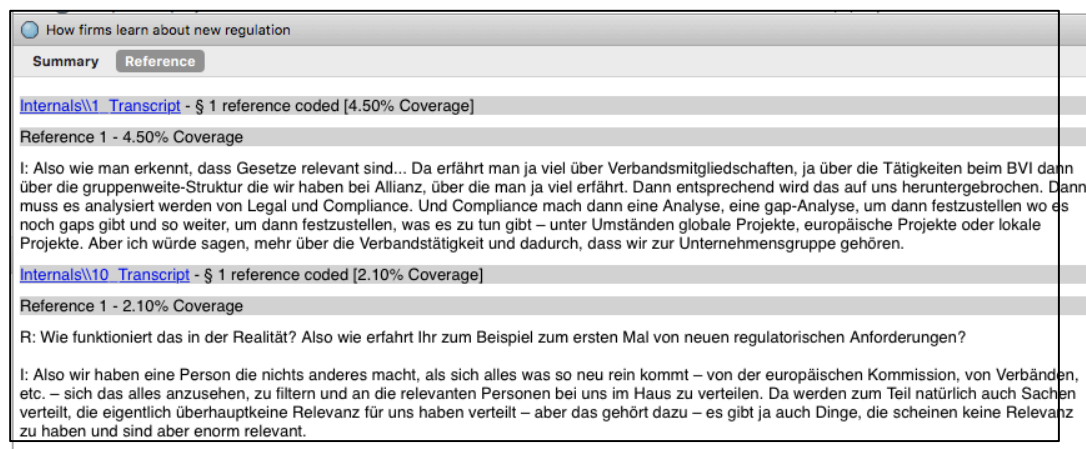 How firms learn about new regulation
Summary Reference
Internals\\1_Transcript - § 1 reference coded [4.50% Coverage]
Reference 1 - 4.50% Coverage
I: Also wie man erkennt, dass Gesetze relevant sind... Da erfährt man ja viel über Verbandsmitgliedschaften, ja über die Tätigkeiten beim BVI dann
über die gruppenweite-Struktur die wir haben bei Allianz, über die man ja viel erfährt. Dann entsprechend wird das auf uns heruntergebrochen. Dann
muss es analysiert werden von Legal und Compliance. Und Compliance mach dann eine Analyse, eine gap-Analyse, um dann festzustellen wo es
noch gaps gibt und so weiter, um dann festzustellen, was es zu tun gibt – unter Umständen globale Projekte, europäische Projekte oder lokale
Projekte. Aber ich würde sagen, mehr über die Verbandstätigkeit und dadurch, dass wir zur Unternehmensgruppe gehören.
Internals\\10_Transcript - § 1 reference coded [2.10% Coverage]
Reference 1 - 2.10% Coverage
R: Wie funktioniert das in der Realität? Also wie erfahrt Ihr zum Beispiel zum ersten Mal von neuen regulatorischen Anforderungen?
I: Also wir haben eine Person die nichts anderes macht, als sich alles was so neu rein kommt – von der europäischen Kommission, von Verbänden,
etc. – sich das alles anzusehen, zu filtern und an die relevanten Personen bei uns im Haus zu verteilen. Da werden zum Teil natürlich auch Sachen
verteilt, die eigentlich überhauptkeine Relevanz für uns haben verteilt – aber das gehört dazu – es gibt ja auch Dinge, die scheinen keine Relevanz
zu haben und sind aber enorm relevant.